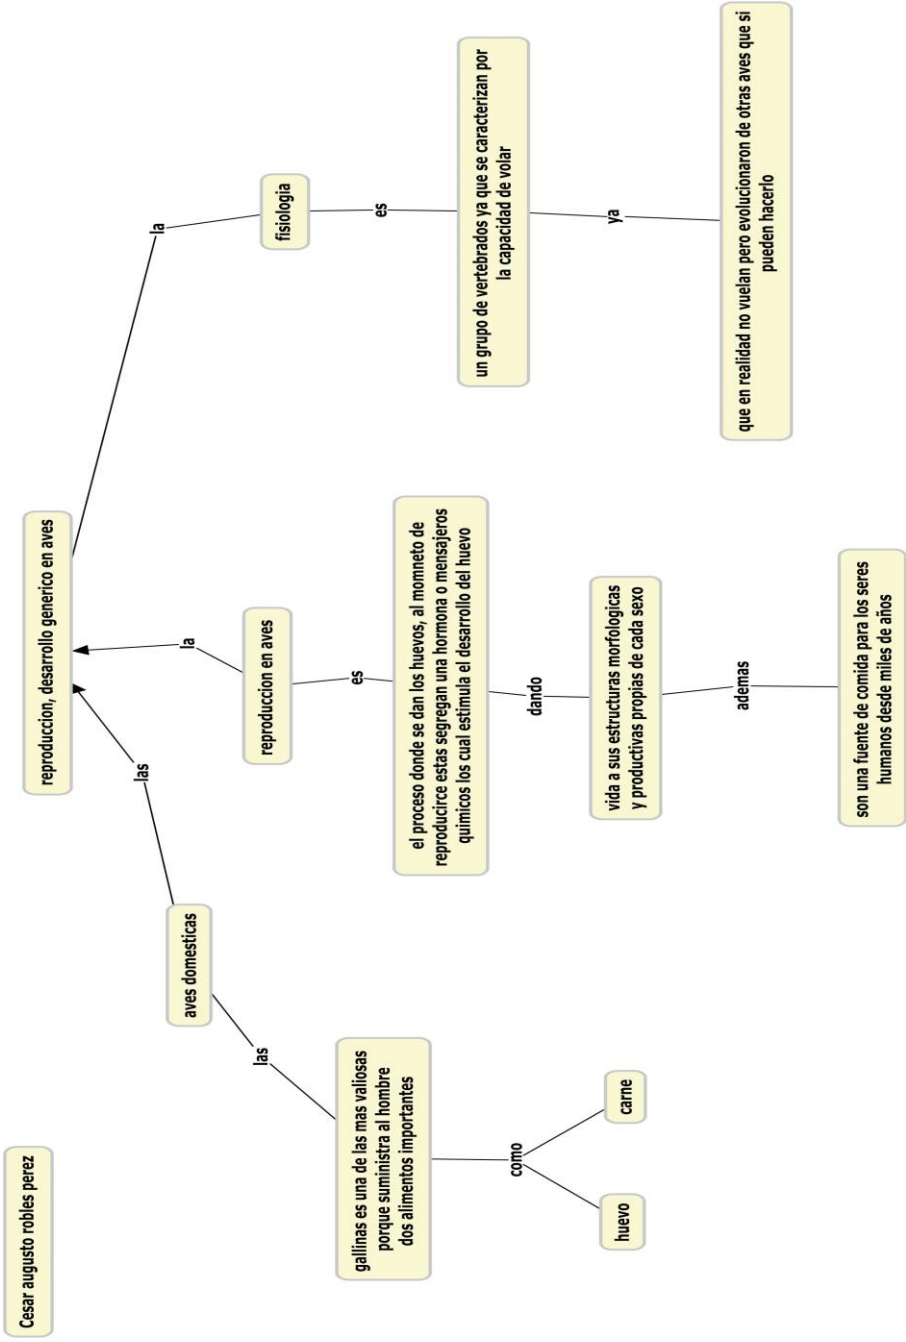 Cesar augusto robles perez
reproduccion, desarrollo generico en aves
las
aves domesticas
las
gallinas es una de las mas valiosas
porque suministra al hombre
dos alimentos importantes
como
huevo
carne
la
reproduccion en aves
es
el proceso donde se dan los huevos, al momneto de
reproducirce estas segregan una hormona o mensajeros
quimicos los cual estimula el desarrollo del huevo
dando
vida a sus estructuras morfologicas
y productivas propias de cada sexo
ademas
son una fuente de comida para los seres
humanos desde miles de años
la
fisiologia
es
un grupo de vertebrados ya que se caracterizan por
la capacidad de volar
ya
que en realidad no vuelan pero evolucionaron de otras aves que si
pueden hacerlo